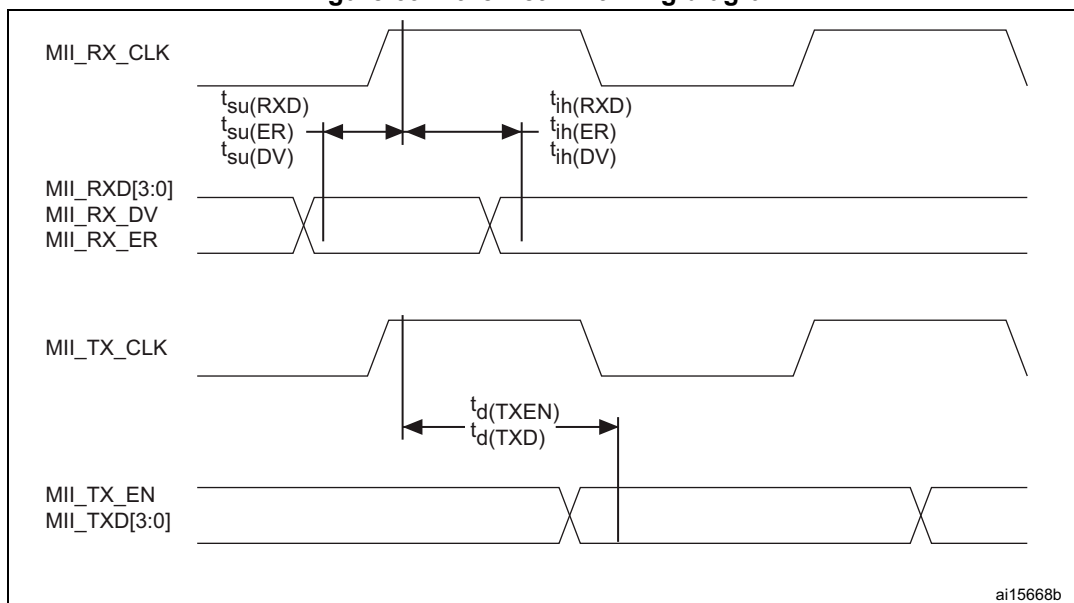 MII_RX_CLK
tsu(RXD)
tsu(ER)
tsu(DV)
tih(RXD)
tih(ER)
tih(DV)
MII_RXD[3:0]
MII_RX_DV
MII_RX_ER
MII_TX_CLK
td(TXEN)
td(TXD)
MII_TX_EN
MII_TXD[3:0]
ai15668b